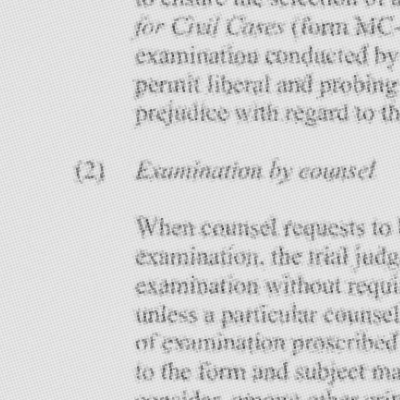 to ensure the selection of a
for Civil Cases (form MC-
examination conducted by
permit liberal and probing
prejudice with regard to th
(2) Examination by counsel
When counsel requests to
examination, the trial judg
examination without requi
unless a particular counsel
of examination proscribed
to the form and subject ma
consider, among other crit